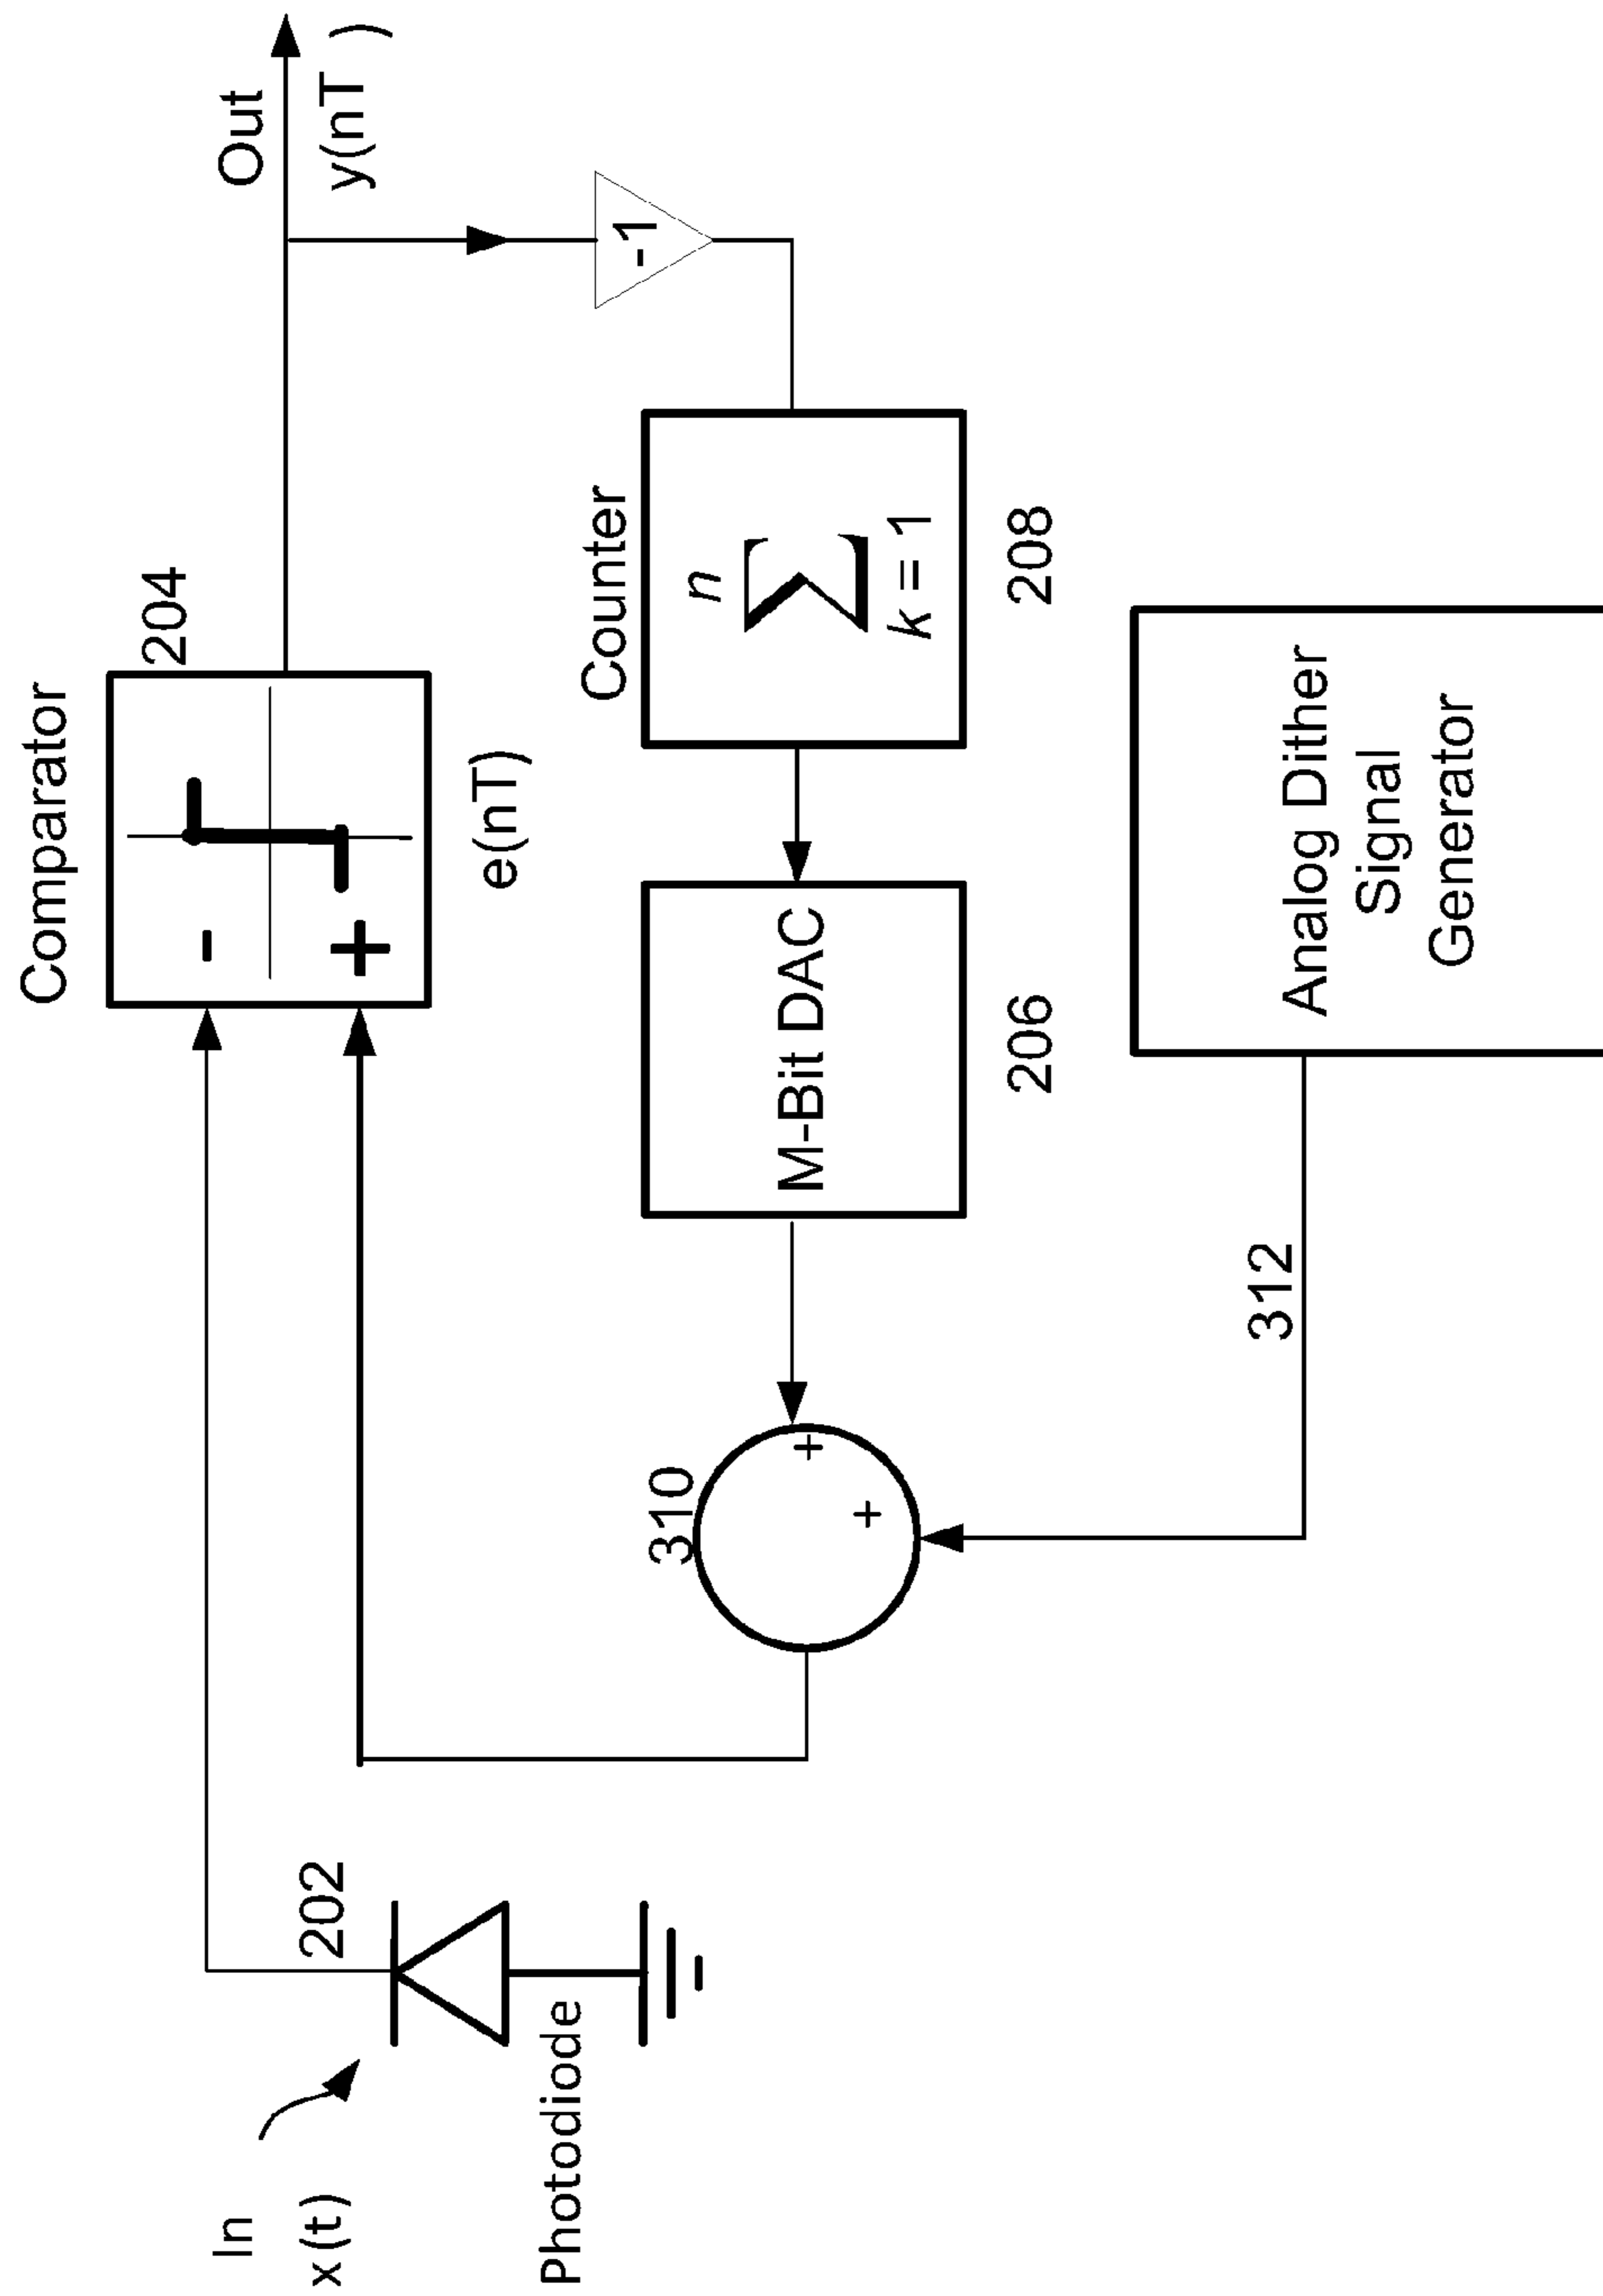 Comparator
204
-
+
Out
y(nT )
e(nT)
-1
In
x (t)
202
Photodiode
310
+
+
M-Bit DAC
206
Counter
n
∑
k = 1
208
312
Analog Dither
Signal
Generator